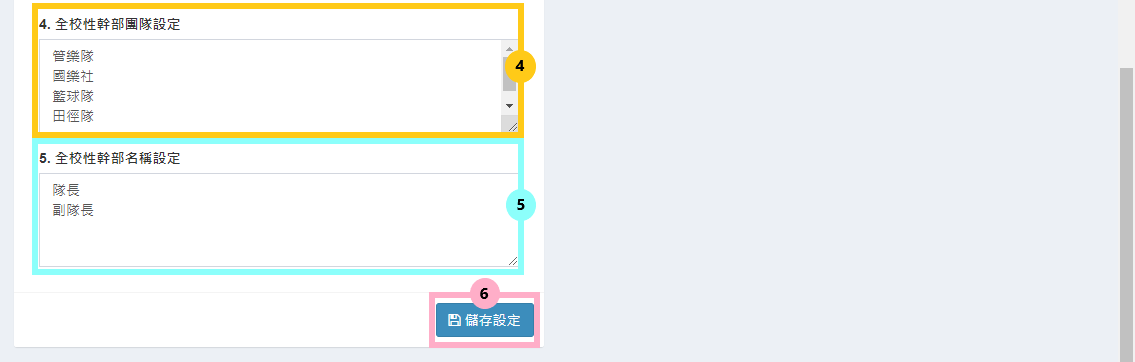 4. 全校性幹部團隊設定
管樂隊
國樂社
籃球隊
田徑隊
4
5. 全校性幹部名稱設定
隊長
副隊長
5
6
儲存設定